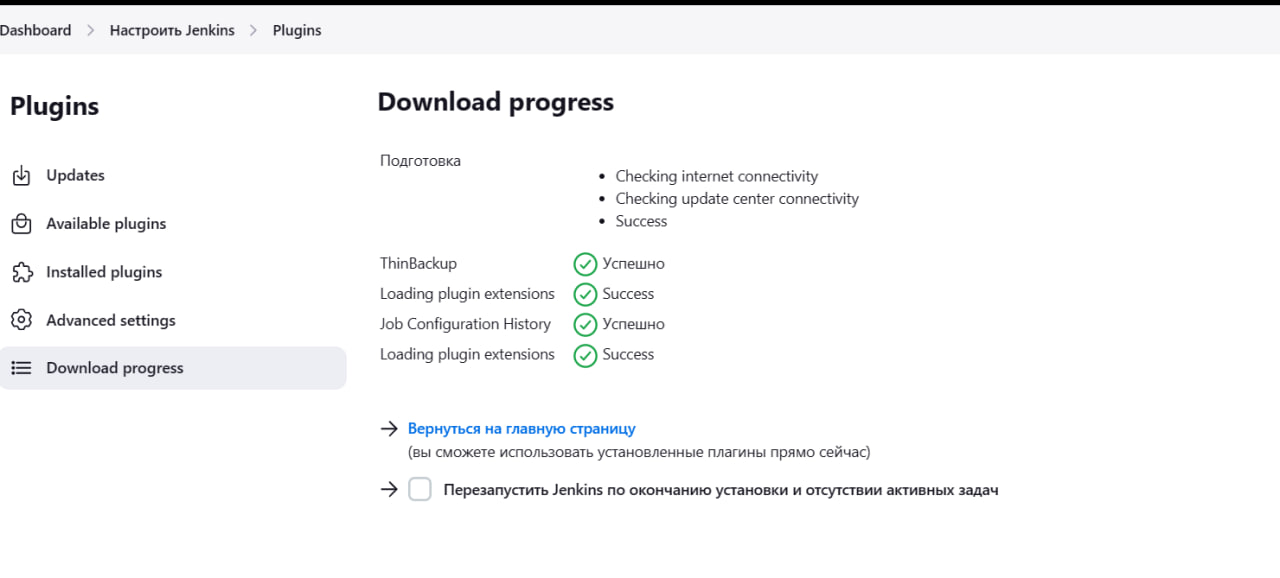 Dashboard > Настроить Jenkins > Plugins
Plugins
Updates
Available plugins
Installed plugins
Advanced settings
Download progress
Download progress
Подготовка
• Checking internet connectivity
• Checking update center connectivity
• Success
ThinBackup Успешно
Loading plugin extensions Success
Job Configuration History Успешно
Loading plugin extensions Success
→ Вернуться на главную страницу
(вы сможете использовать установленные плагины прямо сейчас)
→ Перезапустить Jenkins по окончанию установки и отсутствии активных задач